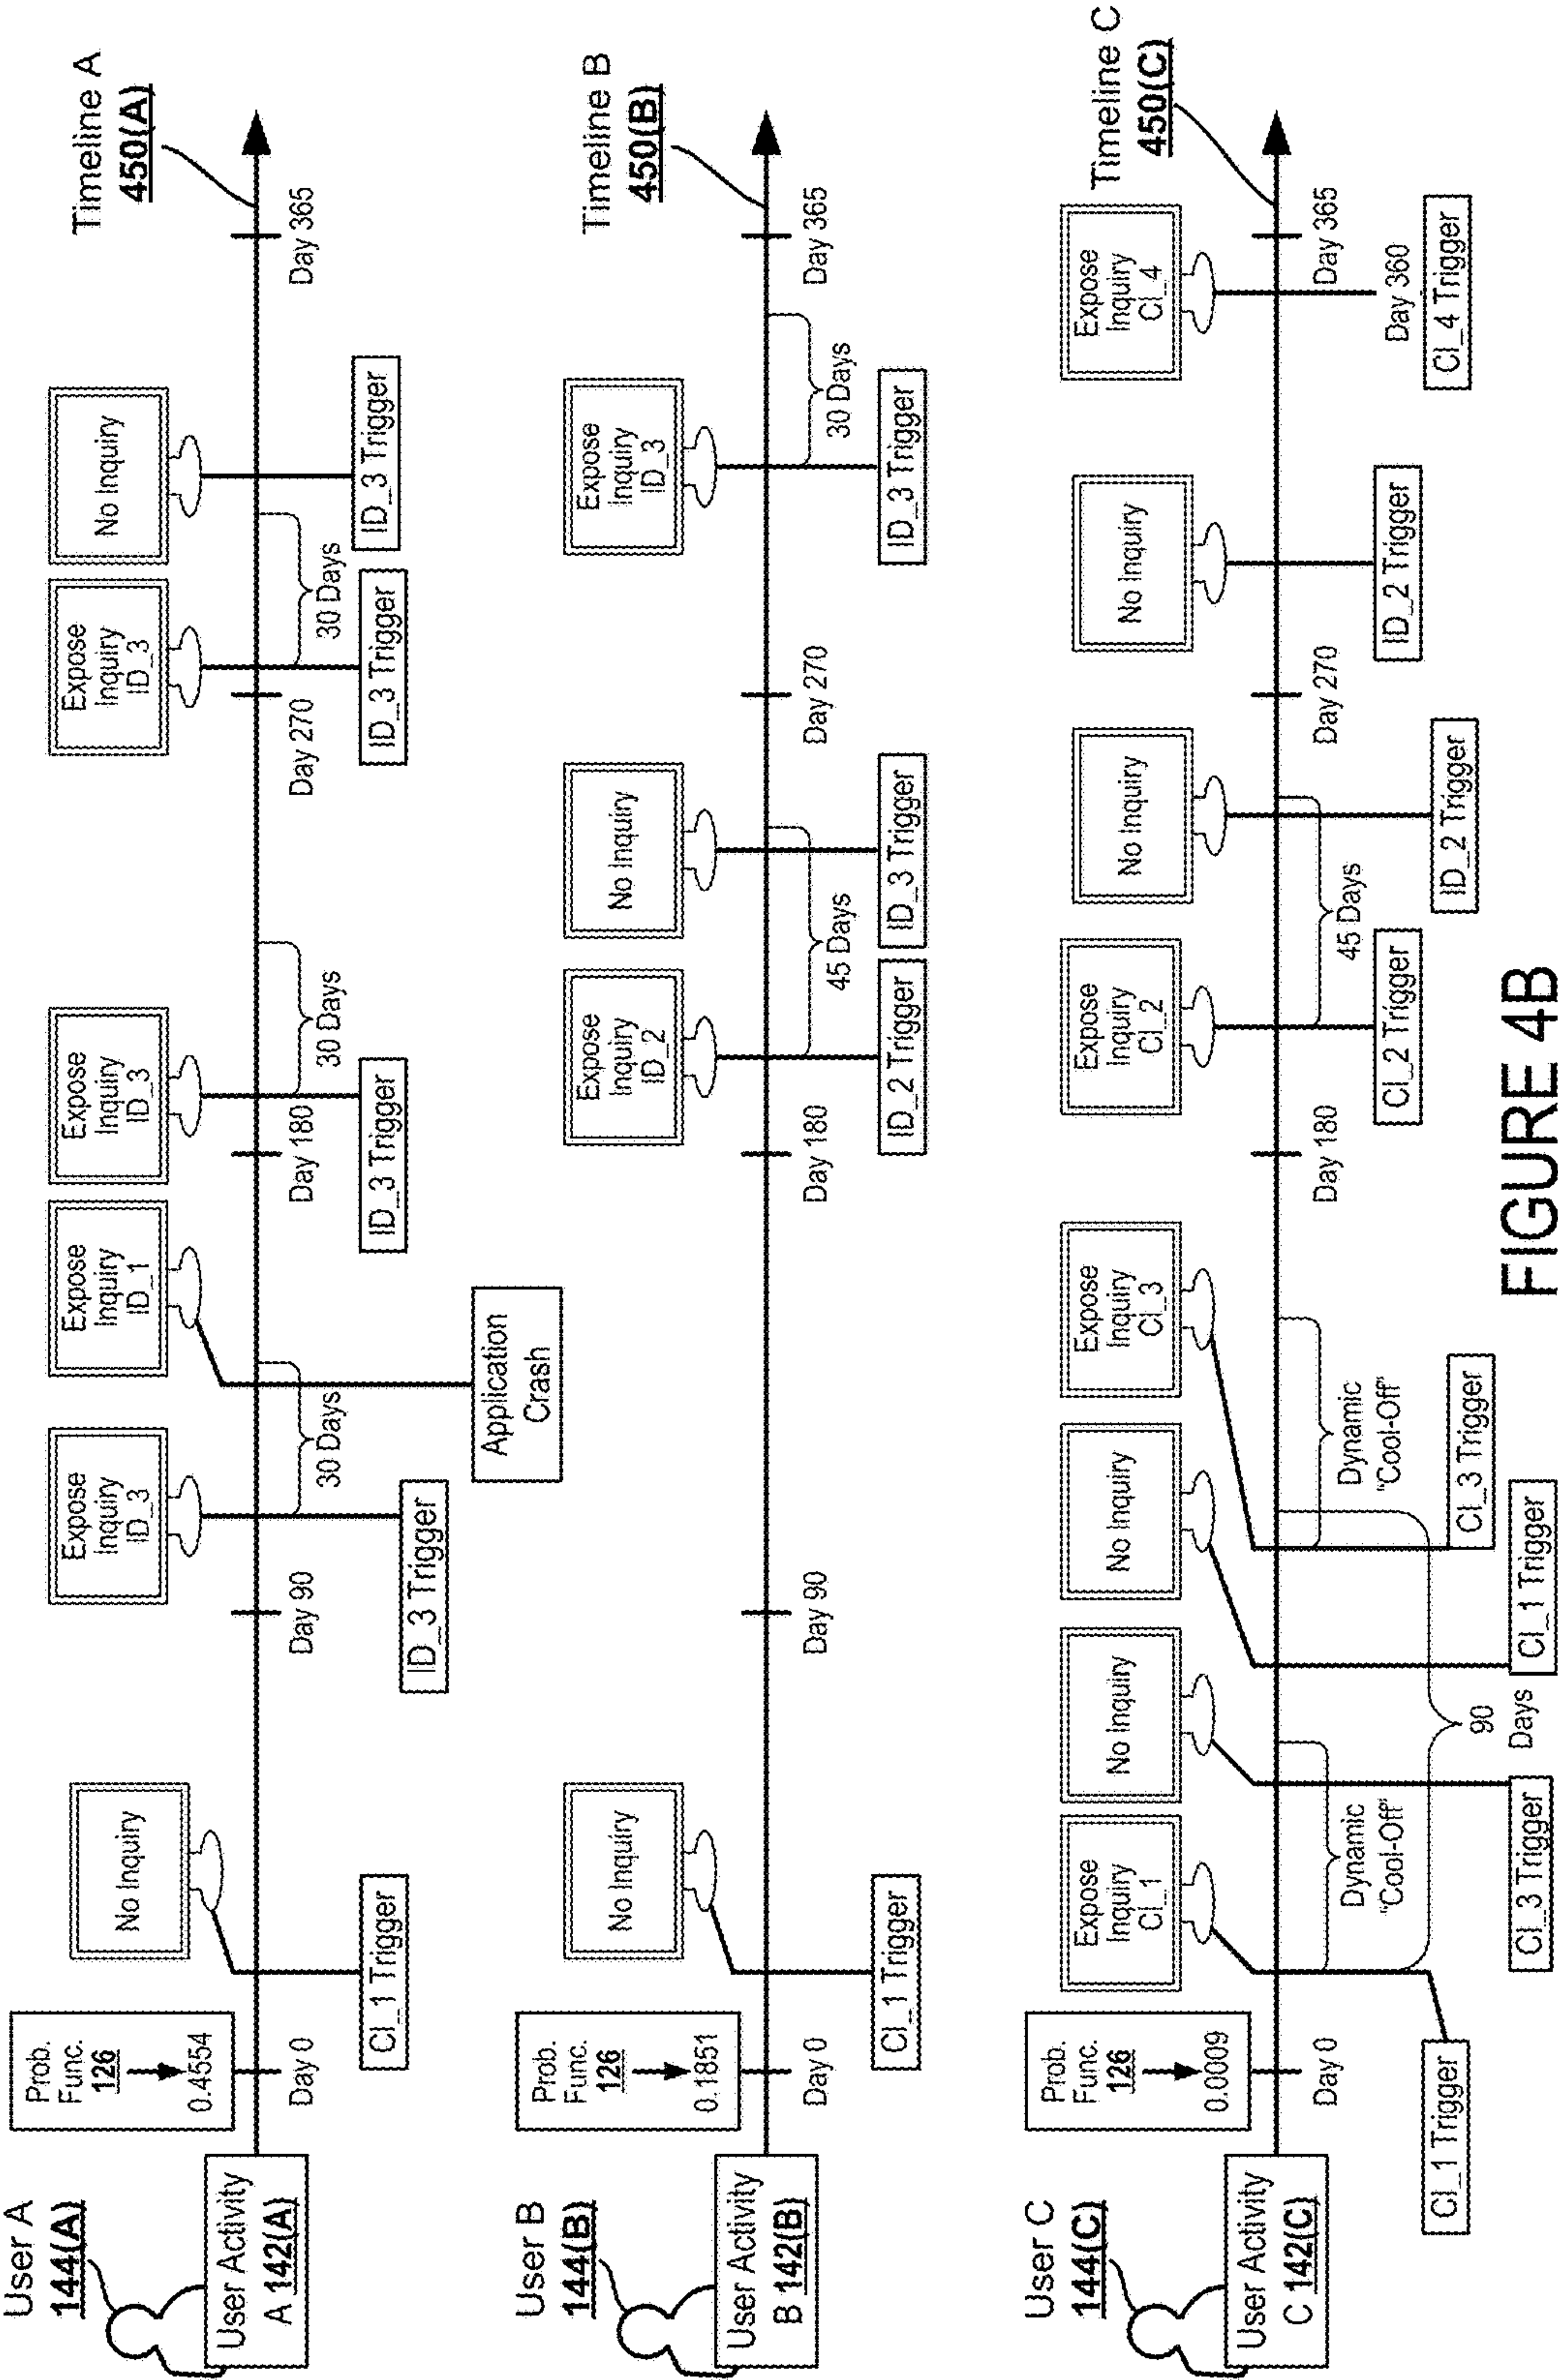 User A
144(A)
User Activity
A 142(A)
Prob.
Func.
126
0.4554
Day 0
CI_1 Trigger
No Inquiry
Day 90
ID_3 Trigger
Expose
Inquiry
ID_3
30 Days
Application
Crash
Expose
Inquiry
ID_1
Day 180
ID_3 Trigger
Expose
Inquiry
ID_3
30 Days
Day 270
ID_3 Trigger
Expose
Inquiry
ID_3
30 Days
ID_3 Trigger
No Inquiry
Day 365
Timeline A
450(A)
User B
144(B)
User Activity
B 142(B)
Prob.
Func.
126
0.1851
Day 0
CI_1 Trigger
No Inquiry
Day 90
Day 180
ID_2 Trigger
Expose
Inquiry
ID_2
45 Days
ID_3 Trigger
No Inquiry
Day 270
ID_3 Trigger
Expose
Inquiry
ID_3
30 Days
Day 365
Timeline B
450(B)
User C
144(C)
User Activity
C 142(C)
Prob.
Func.
126
0.0009
Day 0
CI_1 Trigger
Expose
Inquiry
CI_1
Dynamic
"Cool-Off"
CI_3 Trigger
No Inquiry
90
Days
CI_1 Trigger
No Inquiry
CI_3 Trigger
Expose
Inquiry
CI_3
Dynamic
"Cool-Off"
Day 180
CI_2 Trigger
Expose
Inquiry
CI_2
45 Days
ID_2 Trigger
No Inquiry
Day 270
ID_2 Trigger
No Inquiry
Day 360
CI_4 Trigger
Expose
Inquiry
CI_4
Day 365
Timeline C
450(C)
FIGURE 4B